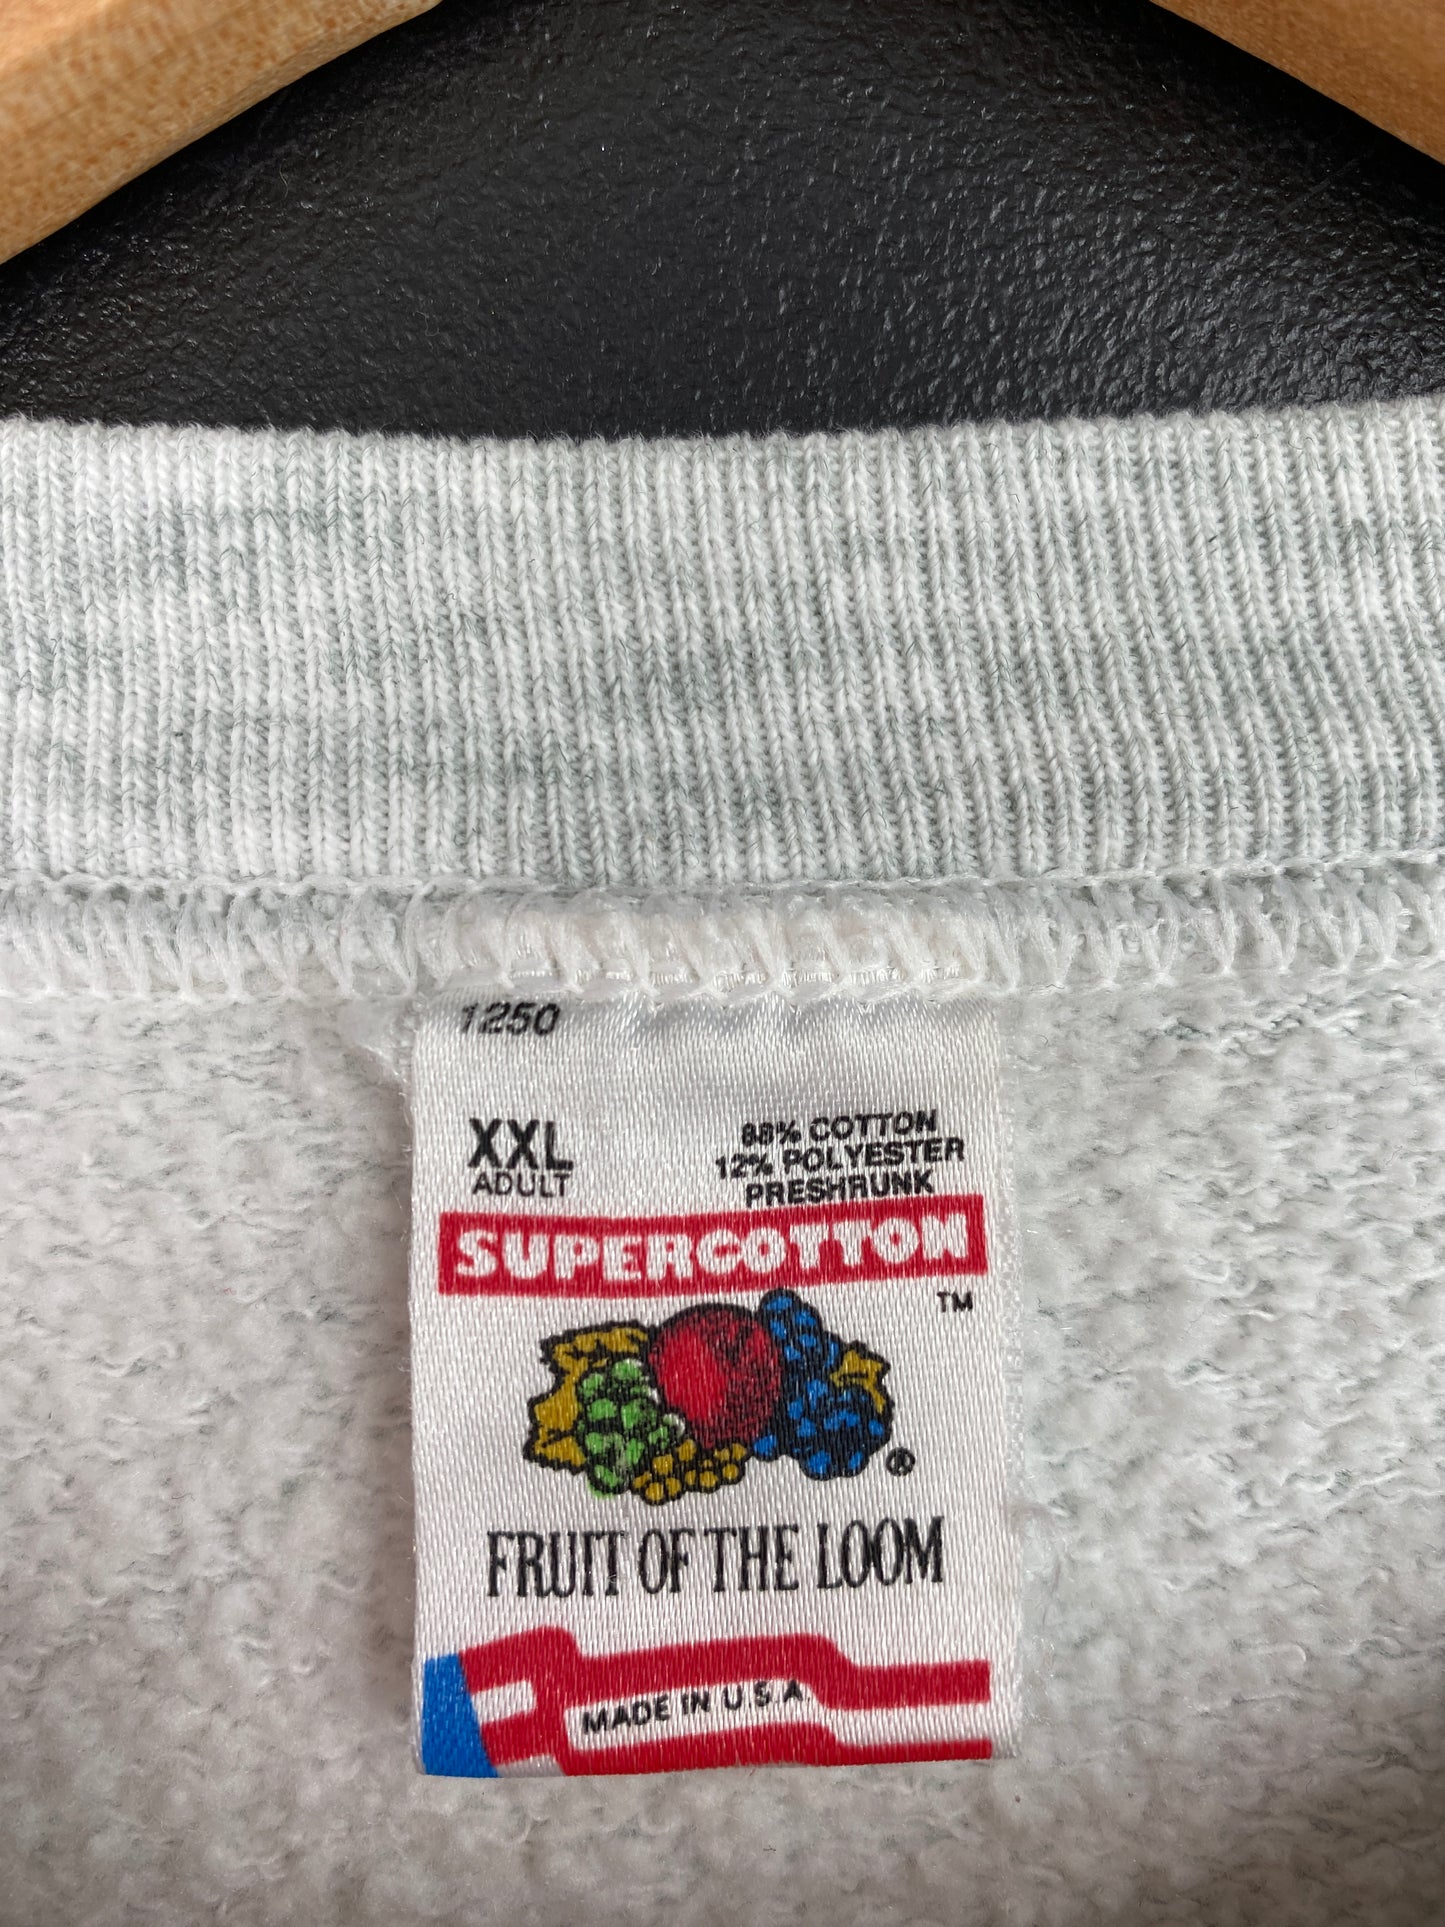 1250
XXL
ADULT
88% COTTON
12% POLYESTER
PRESHRUNK
SUPERCOTTON
TM
®
FRUIT OF THE LOOM
MADE IN U.S.A.